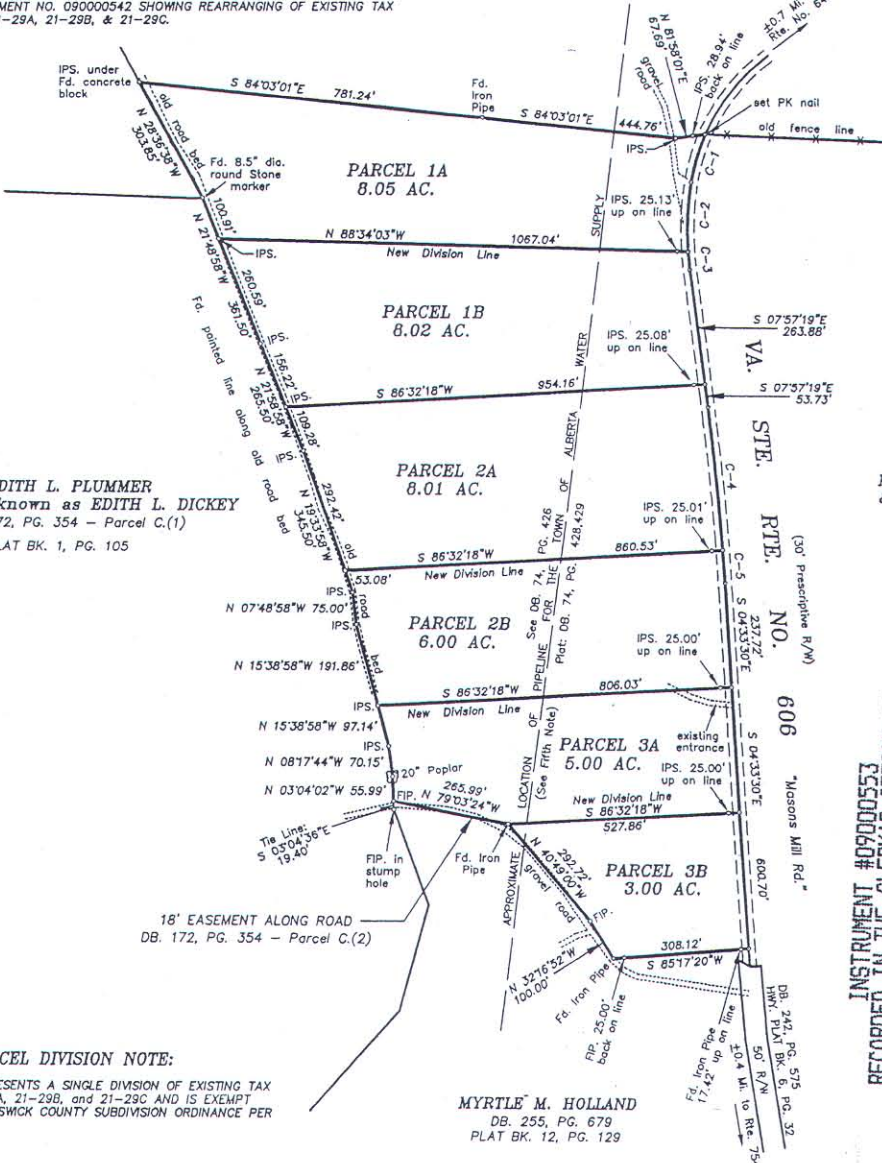 MENT NO. 090000542 SHOWING REARRANGING OF EXISTING TAX
-29A, 21-29B, & 21-29C.
±0.7 Mi.
Rte. No.
N 81°58'01"E
67.69'
IPS. 28.94'
back on line
gravel
road
set PK nail
old fence line
IPS. under
Fd. concrete
block
S 84°03'01"E
781.24'
Fd.
Iron
Pipe
S 84°03'01"E
444.76'
IPS.
old road bed
N 28°36'38"W
303.85'
Fd. 8.5" dia.
round Stone
marker
PARCEL 1A
8.05 AC.
C-1
IPS. 25.13'
up on line
C-2
100.91'
N 21°48'58"W
IPS.
N 88°34'03"W
1067.04'
New Division Line
SUPPLY
C-3
260.59'
361.50'
PARCEL 1B
8.02 AC.
S 07°57'19"E
263.88'
Fd. painted line along old road bed
IPS.
156.22'
IPS.
N 21°58'58"W
265.50'
IPS. 25.08'
up on line
WATER
S 86°32'18"W
954.16'
S 07°57'19"E
53.73'
109.28'
IPS.
VA. STE. RTE. NO. 606
PARCEL 2A
8.01 AC.
ALBERTA
C-4
EDITH L. PLUMMER
known as EDITH L. DICKEY
72, PG. 354 – Parcel C.(1)
LAT BK. 1, PG. 105
292.42'
N 19°33'58"W
345.50'
old
road
bed
IPS. 25.01'
up on line
S 86°32'18"W
860.53'
New Division Line
53.08'
IPS.
C-5
(30' Prescriptive R/W)
N 07°48'58"W 75.00'
IPS.
PARCEL 2B
6.00 AC.
LOCATION OF PIPELINE FOR THE TOWN OF
See DB. 74, PG. 426
Plat: DB. 74, PG. 428,429
(See Fifth Note)
S 04°33'30"E
237.72'
N 15°38'58"W 191.86'
IPS. 25.00'
up on line
IPS.
S 86°32'18"W
806.03'
New Division Line
N 15°38'58"W 97.14'
IPS.
PARCEL 3A
5.00 AC.
existing
entrance
N 08°17'44"W 70.15'
20" Poplar
IPS. 25.00'
up on line
S 04°33'30"E
600.70'
"Masons Mill Rd."
N 03°04'02"W 55.99'
FIP.
265.99'
N 79°03'24"W
New Division Line
S 86°32'18"W
527.86'
Tie Line:
S 03°04'36"E
19.40'
FIP. in
stump
hole
Fd. Iron
Pipe
APPROXIMATE
292.72'
N 40°49'00"W
gravel
road
PARCEL 3B
3.00 AC.
18' EASEMENT ALONG ROAD
DB. 172, PG. 354 – Parcel C.(2)
FIP.
308.12'
S 85°17'20"W
N 32°16'52"W
100.00'
Fd. Iron Pipe
FIP. 25.00'
back on line
Fd. Iron Pipe
17.42' up on line
DB. 242, PG. 575
HWY. PLAT BK. 6, PG. 32
50' R/W
±0.4 Mi. to Rte.
INSTRUMENT #09000553
RECORDED IN THE
CEL DIVISION NOTE:
ESENTS A SINGLE DIVISION OF EXISTING TAX
A, 21-29B, and 21-29C AND IS EXEMPT
SWICK COUNTY SUBDIVISION ORDINANCE PER
MYRTLE M. HOLLAND
DB. 255, PG. 679
PLAT BK. 12, PG. 129